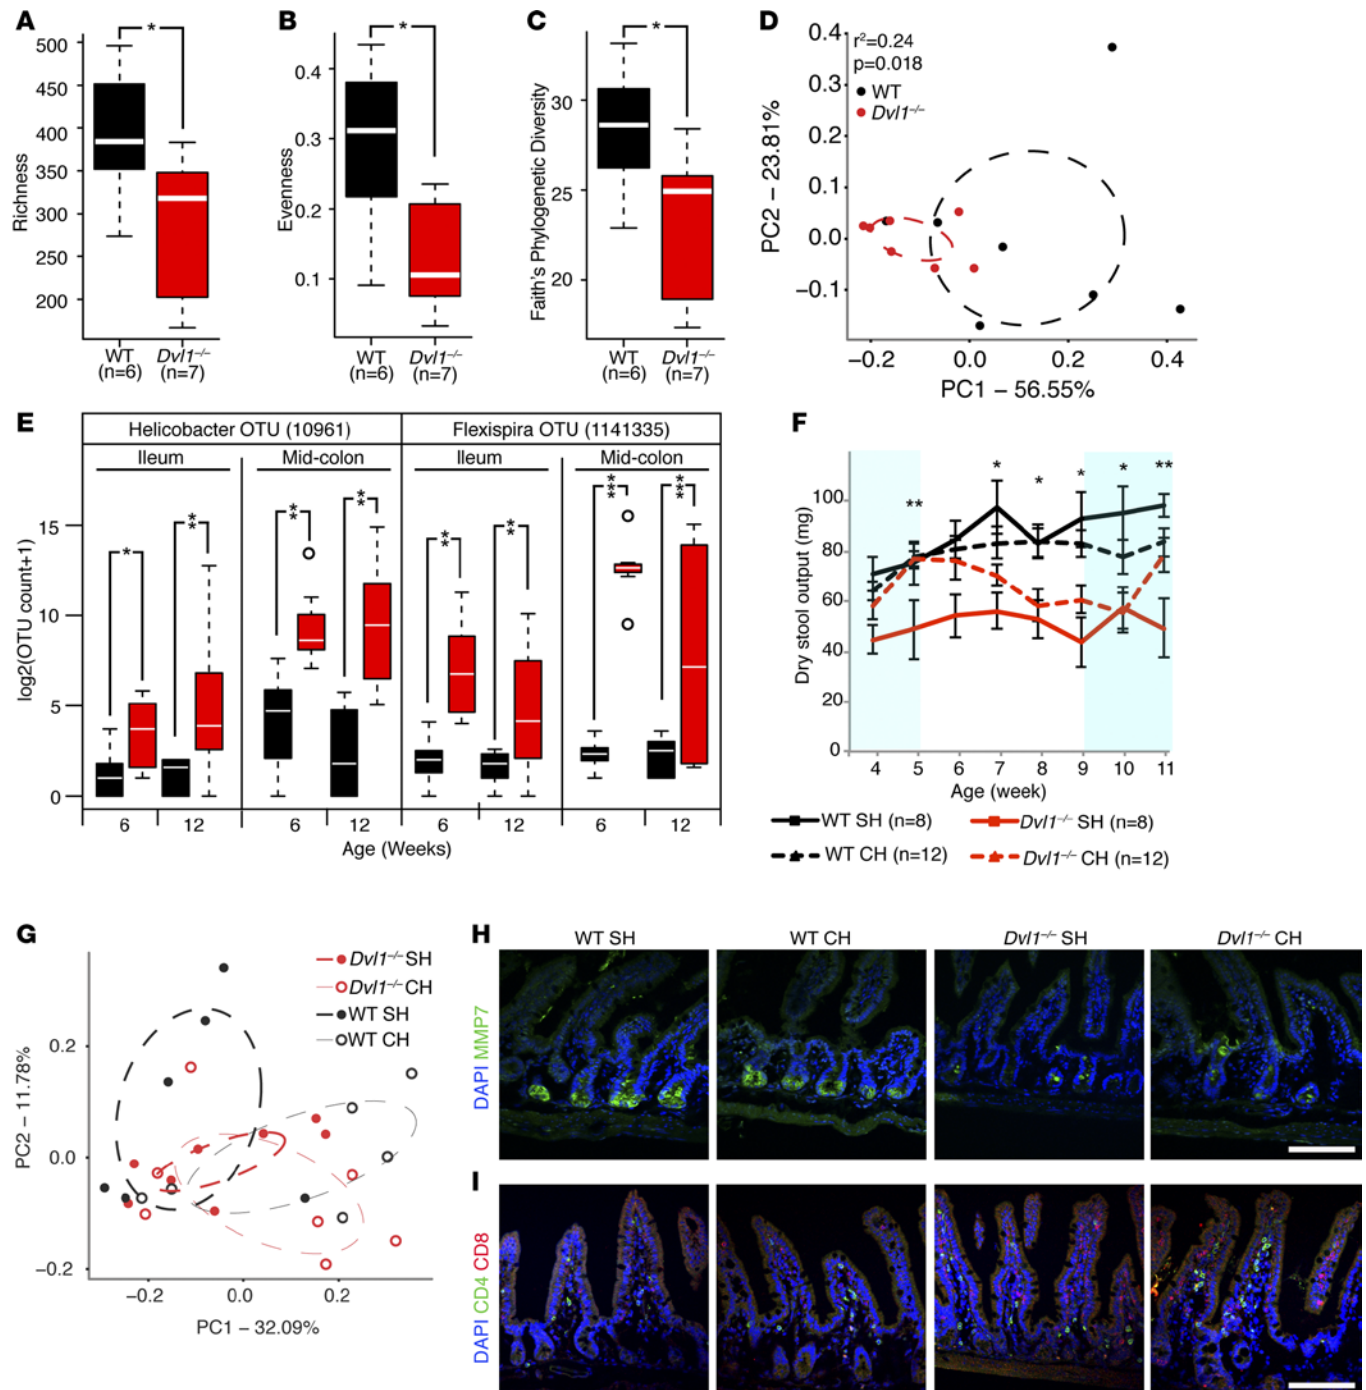 A
Richness
500
450
400
350
300
250
200
*
WT
(n=6)
Dvl1–/–
(n=7)
B
Evenness
0.4
0.3
0.2
0.1
*
WT
(n=6)
Dvl1–/–
(n=7)
C
Faith's Phylogenetic Diversity
30
25
20
*
WT
(n=6)
Dvl1–/–
(n=7)
D
r²=0.24
p=0.018
WT
Dvl1–/–
PC2 – 23.81%
0.4
0.3
0.2
0.1
0.0
−0.1
−0.2
0.0
0.2
0.4
PC1 – 56.55%
E
Helicobacter OTU (10961)
Flexispira OTU (1141335)
Ileum
Mid-colon
Ileum
Mid-colon
log2(OTU count+1)
15
10
5
0
*
**
**
**
**
**
***
***
6
12
6
12
6
12
6
12
Age (Weeks)
F
Dry stool output (mg)
100
80
60
40
20
0
**
*
*
*
*
**
4 5 6 7 8 9 10 11
Age (week)
WT SH (n=8)
Dvl1–/– SH (n=8)
WT CH (n=12)
Dvl1–/– CH (n=12)
G
Dvl1–/– SH
Dvl1–/– CH
WT SH
WT CH
PC2 – 11.78%
0.2
0.0
−0.2
−0.2
0.0
0.2
PC1 – 32.09%
H
WT SH
WT CH
Dvl1–/– SH
Dvl1–/– CH
DAPI MMP7
I
DAPI CD4 CD8